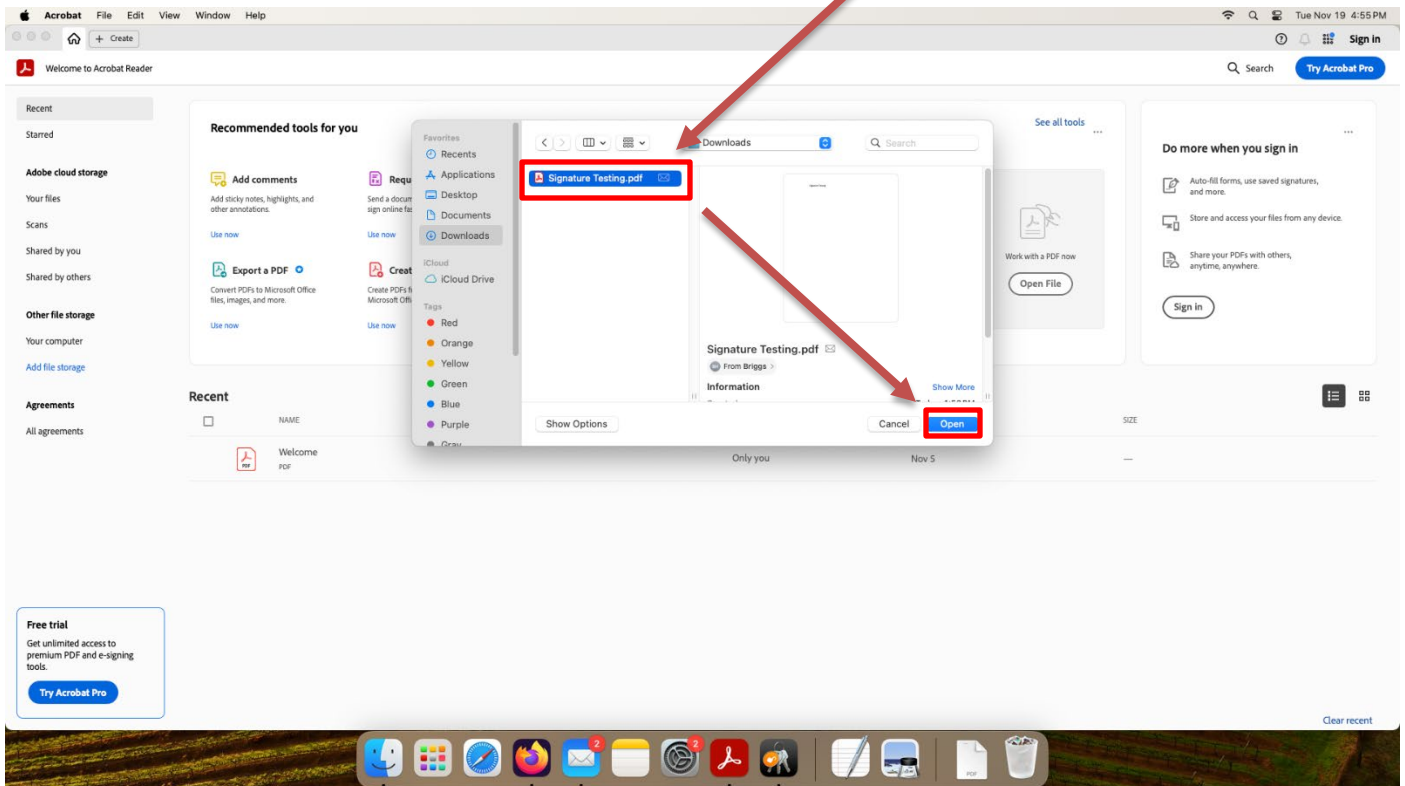 Acrobat File Edit View Window Help Tue Nov 19 4:55 PM
+ Create Sign in
Welcome to Acrobat Reader Search Try Acrobat Pro
Recent
Starred
Adobe cloud storage
Your files
Scans
Shared by you
Shared by others
Other file storage
Your computer
Add file storage
Agreements
All agreements
Free trial
Get unlimited access to
premium PDF and e-signing
tools.
Try Acrobat Pro
Recommended tools for you
See all tools
...
Add comments
Add sticky notes, highlights, and
other annotations.
Use now
Requ
Send a docum
sign online fas
Use now
Export a PDF
Convert PDFs to Microsoft Office
files, images, and more.
Use now
Creat
Create PDFs f
Microsoft Offi
Use now
Work with a PDF now
Open File
...
Do more when you sign in
Auto-fill forms, use saved signatures,
and more.
Store and access your files from any device.
Share your PDFs with others,
anytime, anywhere.
Sign in
Favorites
Recents
Applications
Desktop
Documents
Downloads
iCloud
iCloud Drive
Tags
Red
Orange
Yellow
Green
Blue
Purple
Gray
Downloads
Search
Signature Testing.pdf
Signature Testing.pdf
From Briggs >
Information Show More
Show Options Cancel Open
Recent
NAME SIZE
Welcome Only you Nov 5 —
PDF
PDF
Clear recent
2
2
PDF